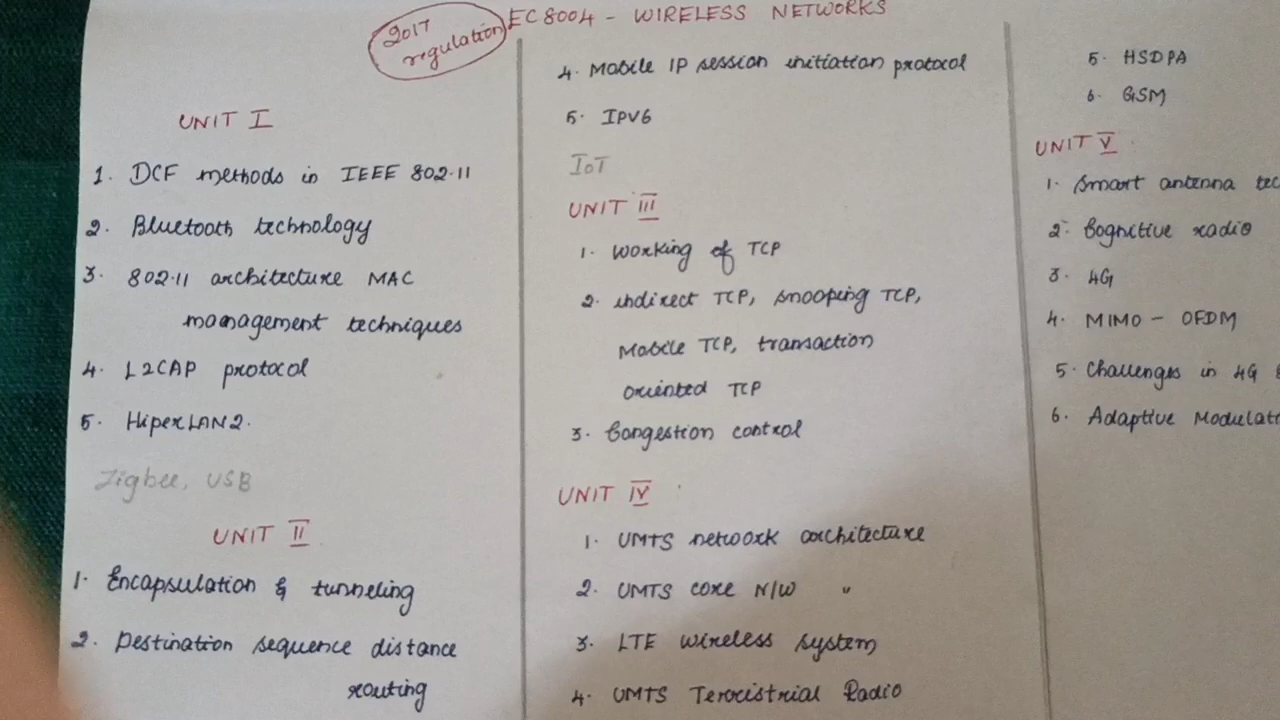 2017
regulation
EC8004 - WIRELESS NETWORKS
UNIT I
1. DCF methods in IEEE 802.11
2. Bluetooth technology
3. 802.11 architecture MAC
management techniques
4. L2CAP protocol
5. HiperLAN2.
Zigbee, USB
UNIT II
1. Encapsulation & tunneling
2. Destination sequence distance
routing
4. Mobile IP session initiation protocol
5. IPV6
IoT
UNIT III
1. Working of TCP
2. indirect TCP, snooping TCP,
Mobile TCP, transaction
oriented TCP
3. Congestion control
UNIT IV
1. UMTS network architecture
2. UMTS core N/W "
3. LTE wireless system
4. UMTS Terocistrial Radio
5. HSDPA
6. GSM
UNIT V
1. Smart antenna tec
2. Cognitive radio
3. 4G
4. MIMO - OFDM
5. Challenges in 4G
6. Adaptive Modulat